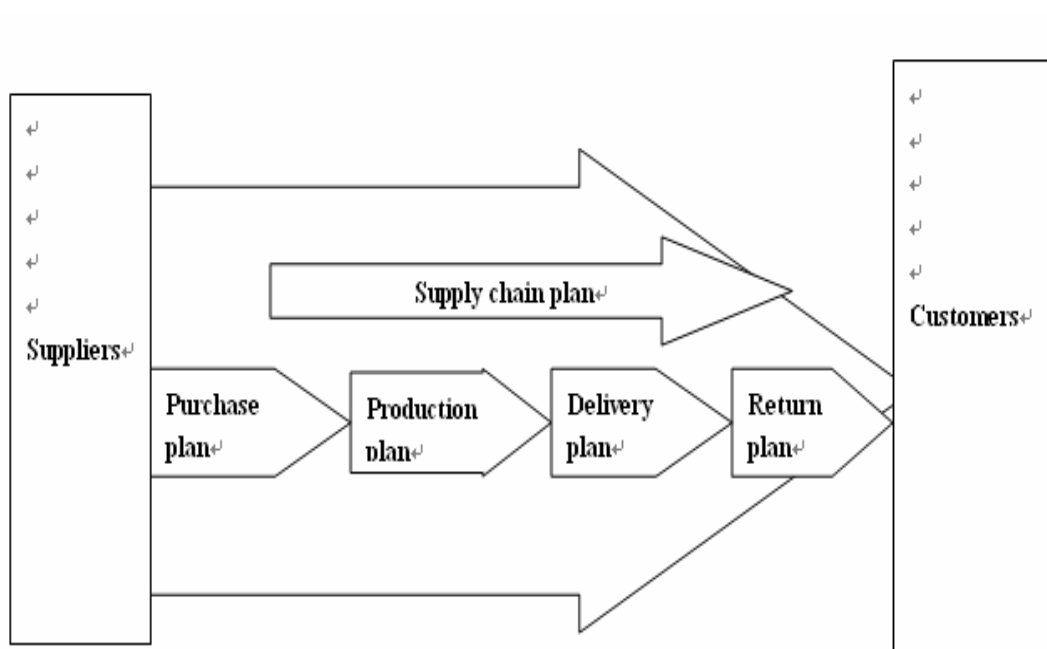 Suppliers
Supply chain plan
Purchase
plan
Production
plan
Delivery
plan
Return
plan
Customers